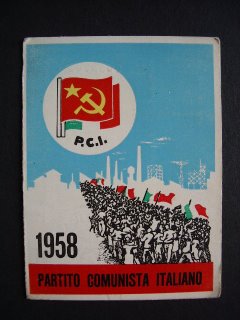 P.C.I.
1958
PARTITO COMUNISTA ITALIANO